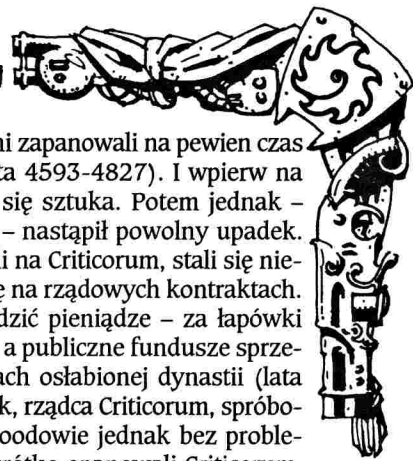 ni zapanowali na pewien czas
ta 4593-4827). I wpierw na
się sztuka. Potem jednak –
– nastąpił powolny upadek.
i na Criticorum, stali się nie-
ę na rządowych kontraktach.
dzić pieniądze – za łapówki
a publiczne fundusze sprze-
ach osłabionej dynastii (lata
k, rządca Criticorum, spróbo-
oodowie jednak bez proble-